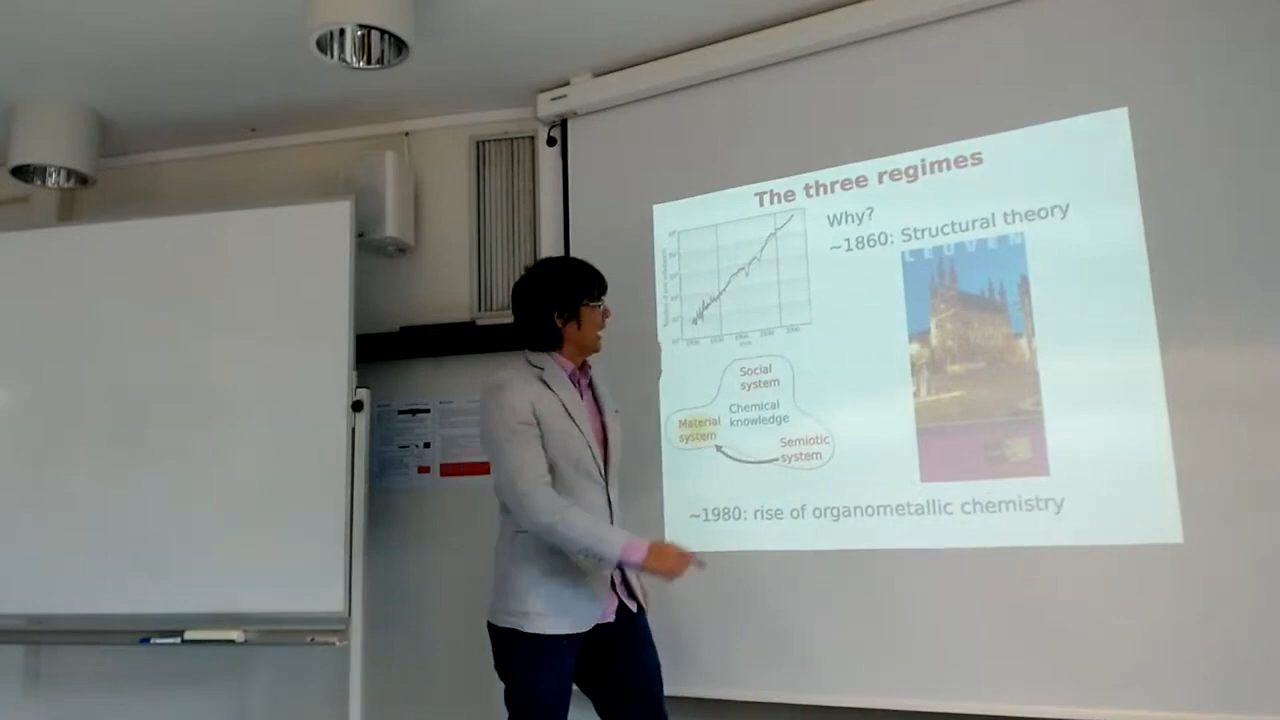 The three regimes
Why?
~1860: Structural theory
LEUVEN
Social
system
Chemical
knowledge
Material
system
Semiotic
system
~1980: rise of organometallic chemistry